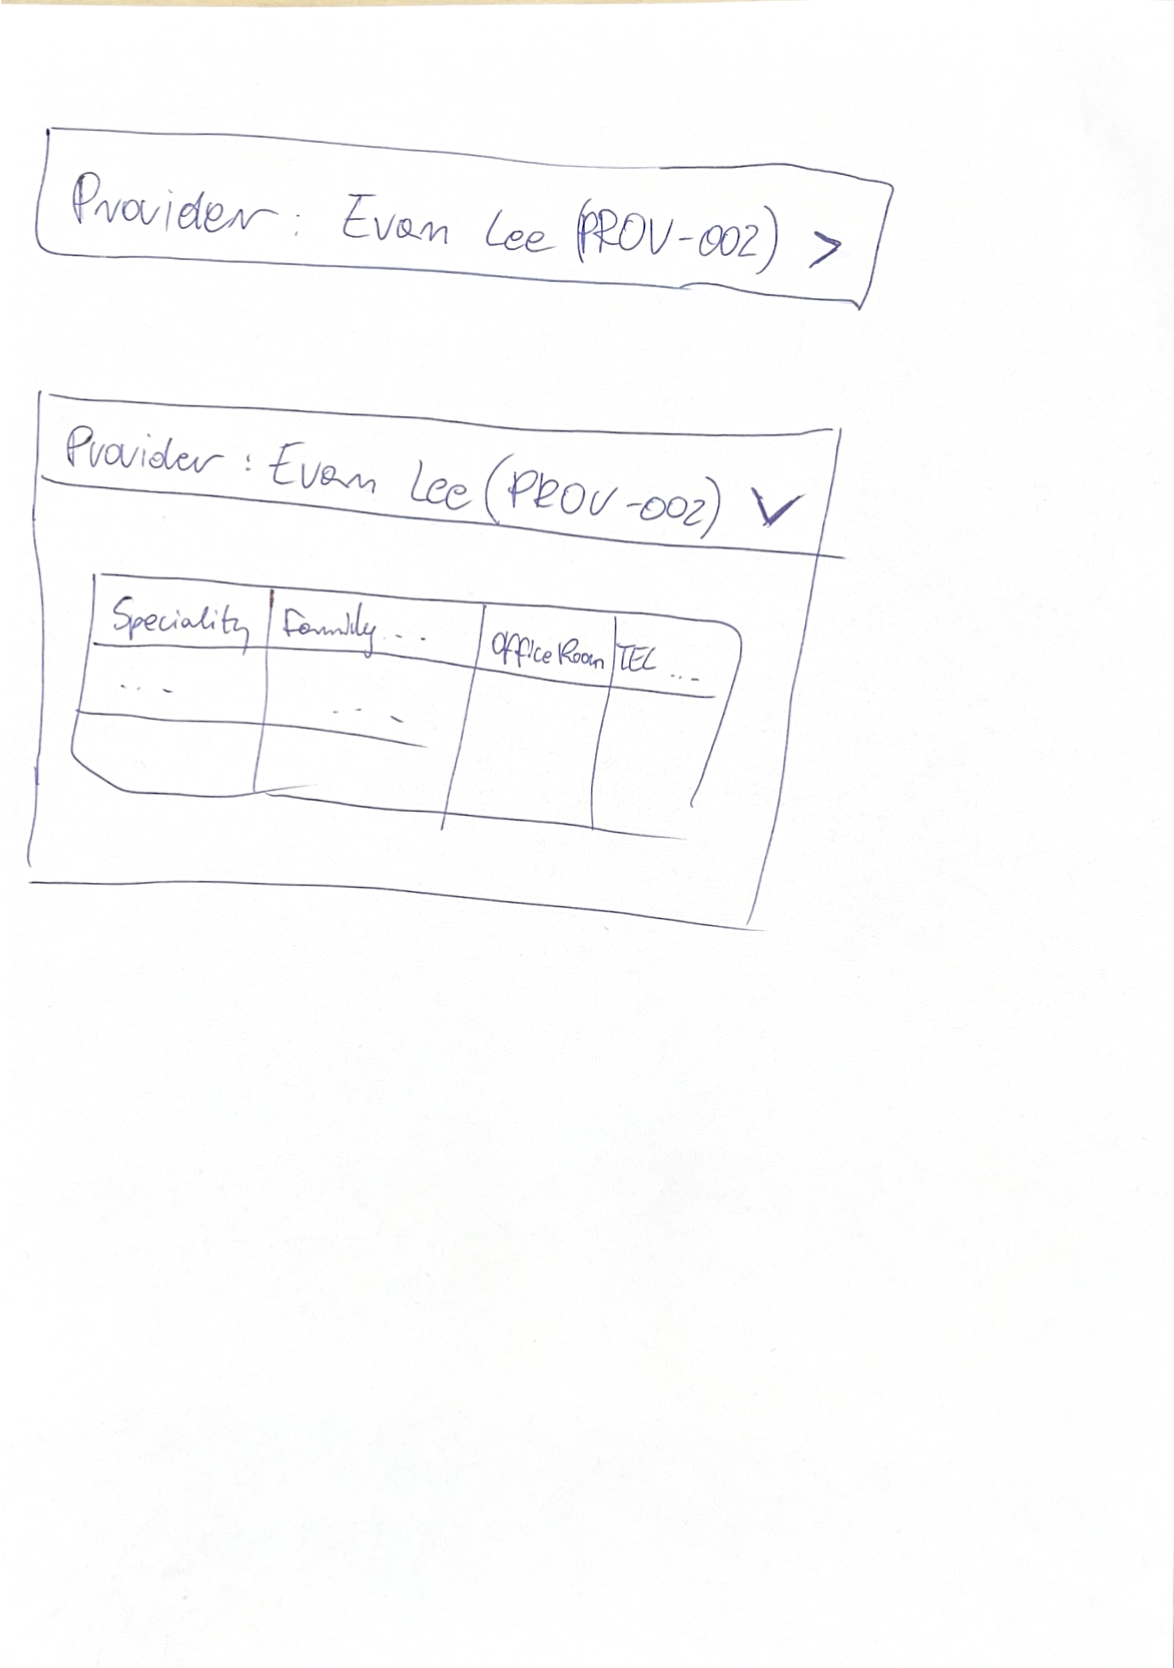 Provider: Evan Lee (PROV-002) >
Provider: Evan Lee (PROV-002) V
Speciality Family... Office Room TEL ...
...
...